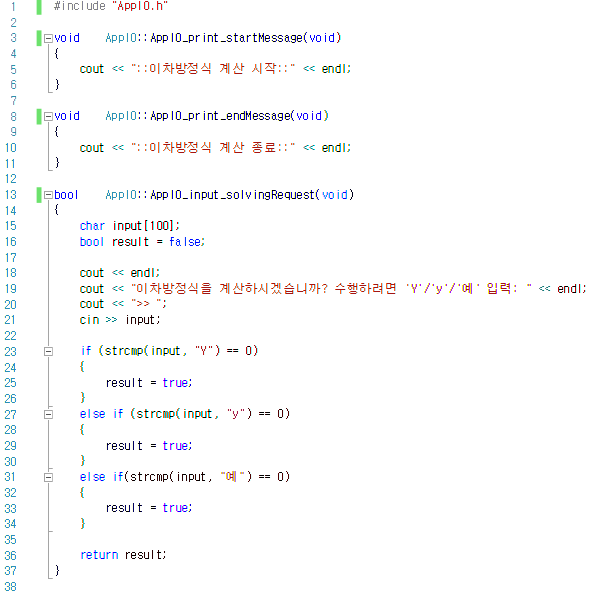 1 #include "AppIO.h"
2
3 void AppIO::AppIO_print_startMessage(void)
4 {
5 cout << "::이차방정식 계산 시작::" << endl;
6 }
7
8 void AppIO::AppIO_print_endMessage(void)
9 {
10 cout << "::이차방정식 계산 종료::" << endl;
11 }
12
13 bool AppIO::AppIO_input_solvingRequest(void)
14 {
15 char input[100];
16 bool result = false;
17
18 cout << endl;
19 cout << "이차방정식을 계산하시겠습니까? 수행하려면 'Y'/'y'/'예' 입력: " << endl;
20 cout << ">> ";
21 cin >> input;
22
23 if (strcmp(input, "Y") == 0)
24 {
25 result = true;
26 }
27 else if (strcmp(input, "y") == 0)
28 {
29 result = true;
30 }
31 else if(strcmp(input, "예") == 0)
32 {
33 result = true;
34 }
35
36 return result;
37 }
38